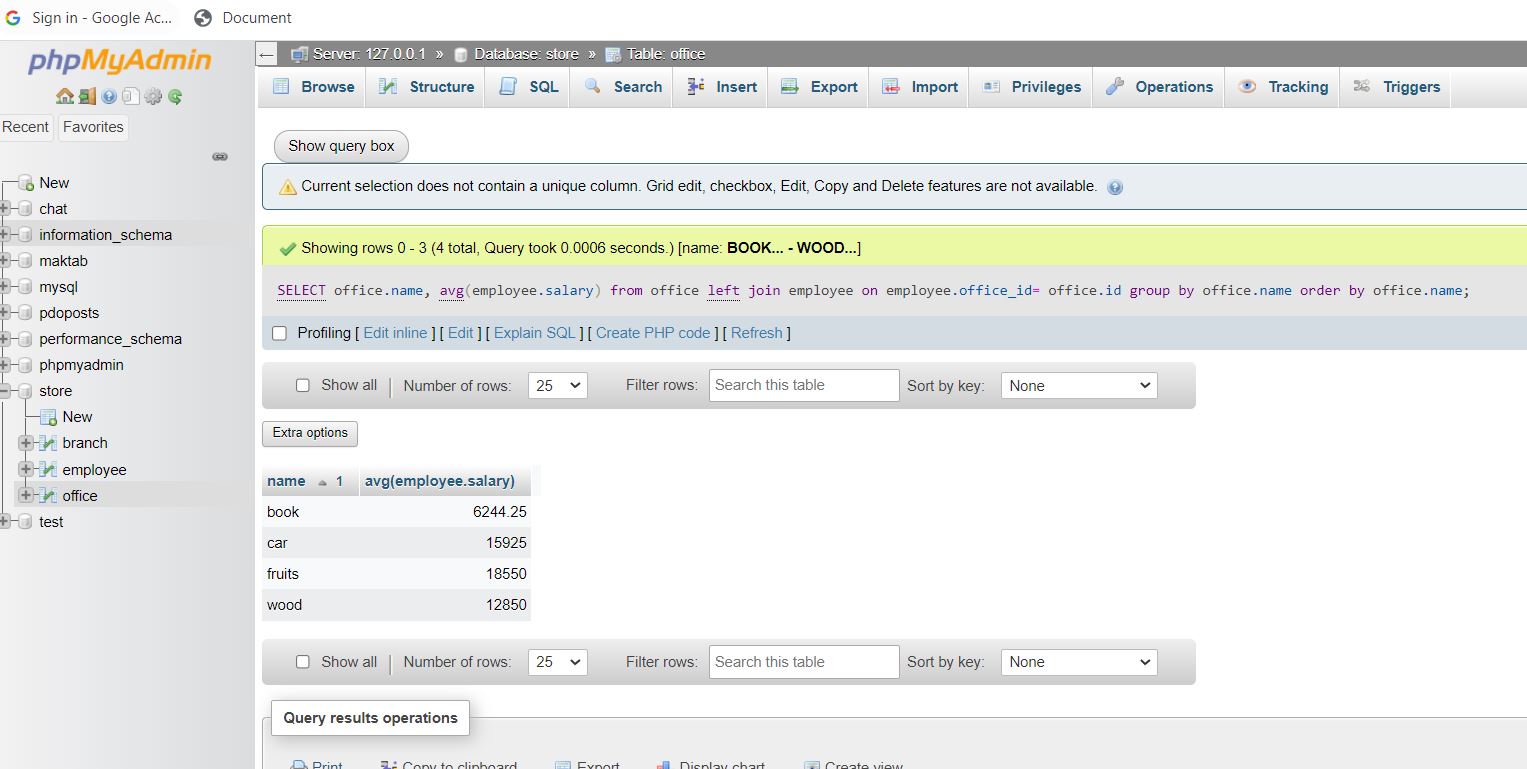 Sign in - Google Ac... Document
phpMyAdmin
Server: 127.0.0.1 » Database: store » Table: office
Browse Structure SQL Search Insert Export Import Privileges Operations Tracking Triggers
Recent Favorites
New
chat
information_schema
maktab
mysql
pdoposts
performance_schema
phpmyadmin
store
New
branch
employee
office
test
Show query box
Current selection does not contain a unique column. Grid edit, checkbox, Edit, Copy and Delete features are not available.
Showing rows 0 - 3 (4 total, Query took 0.0006 seconds.) [name: BOOK... - WOOD...]
SELECT office.name, avg(employee.salary) from office left join employee on employee.office_id= office.id group by office.name order by office.name;
Profiling [ Edit inline ] [ Edit ] [ Explain SQL ] [ Create PHP code ] [ Refresh ]
Show all | Number of rows: 25 Filter rows: Search this table Sort by key: None
Extra options
name 1 avg(employee.salary)
book 6244.25
car 15925
fruits 18550
wood 12850
Show all | Number of rows: 25 Filter rows: Search this table Sort by key: None
Query results operations
Print Copy to clipboard Export Display chart Create view